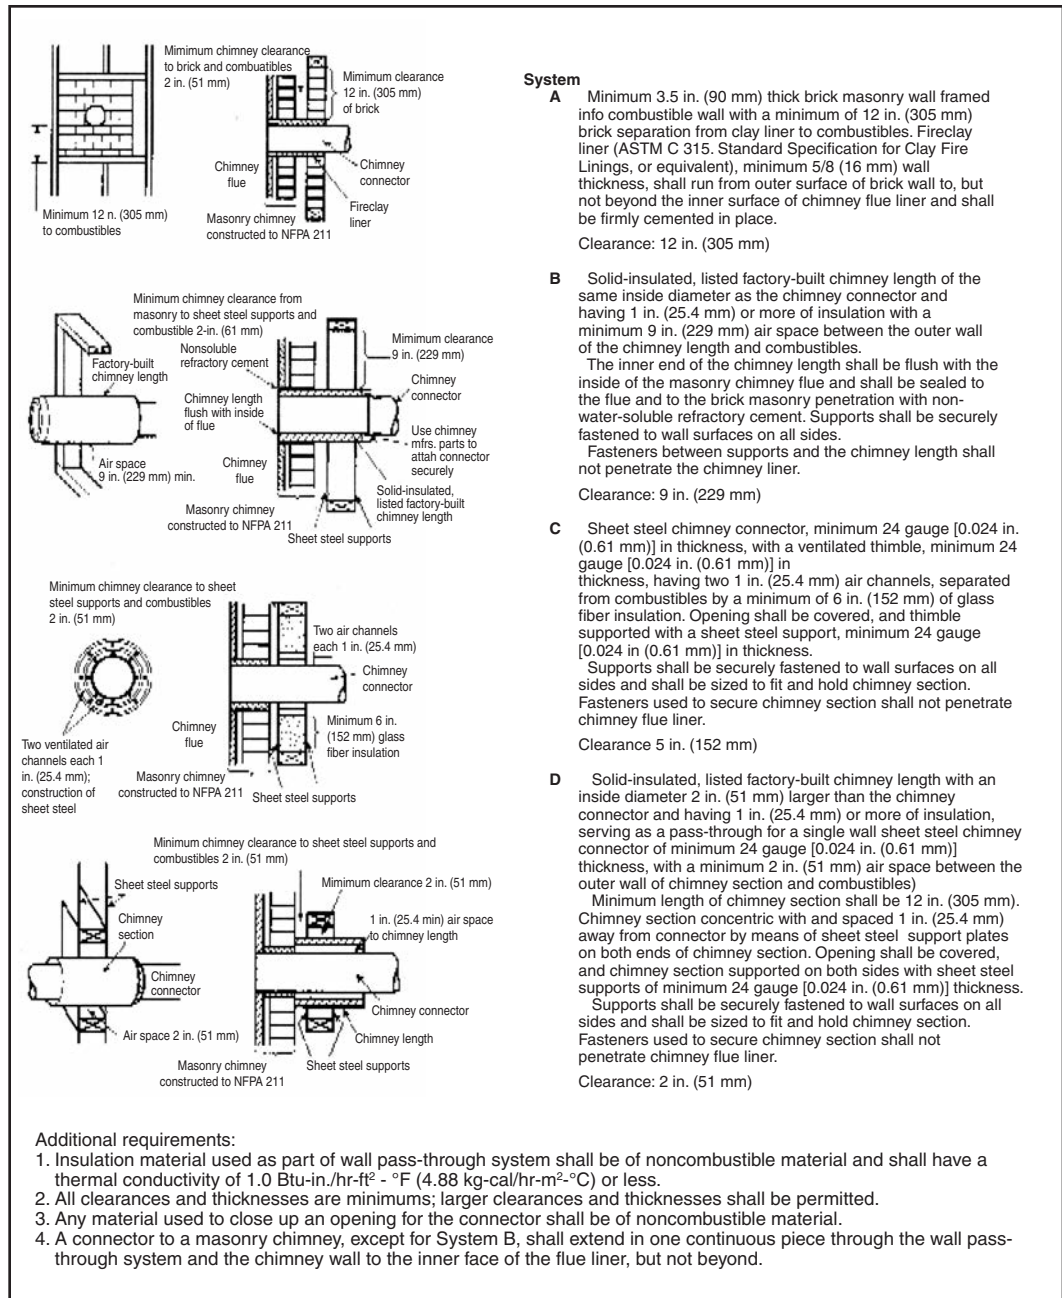 Mimimum chimney clearance
to brick and combuatibles
2 in. (51 mm)
Mimimum clearance
12 in. (305 mm)
of brick
Chimney
flue
Chimney
connector
Minimum 12 n. (305 mm)
to combustibles
Masonry chimney
constructed to NFPA 211
Fireclay
liner
System
A Minimum 3.5 in. (90 mm) thick brick masonry wall framed
info combustible wall with a minimum of 12 in. (305 mm)
brick separation from clay liner to combustibles. Fireclay
liner (ASTM C 315. Standard Specification for Clay Fire
Linings, or equivalent), minimum 5/8 (16 mm) wall
thickness, shall run from outer surface of brick wall to, but
not beyond the inner surface of chimney flue liner and shall
be firmly cemented in place.
Clearance: 12 in. (305 mm)
Minimum chimney clearance from
masonry to sheet steel supports and
combustible 2-in. (61 mm)
Factory-built
chimney length
Nonsoluble
refractory cement
Mimimum clearance
9 in. (229 mm)
Chimney
connector
Chimney length
flush with inside
of flue
Use chimney
mfrs. parts to
attah connector
securely
Air space
9 in. (229 mm) min.
Chimney
flue
Masonry chimney
constructed to NFPA 211
Solid-insulated,
listed factory-built
chimney length
Sheet steel supports
B Solid-insulated, listed factory-built chimney length of the
same inside diameter as the chimney connector and
having 1 in. (25.4 mm) or more of insulation with a
minimum 9 in. (229 mm) air space between the outer wall
of the chimney length and combustibles.
The inner end of the chimney length shall be flush with the
inside of the masonry chimney flue and shall be sealed to
the flue and to the brick masonry penetration with non-
water-soluble refractory cement. Supports shall be securely
fastened to wall surfaces on all sides.
Fasteners between supports and the chimney length shall
not penetrate the chimney liner.
Clearance: 9 in. (229 mm)
Minimum chimney clearance to sheet
steel supports and combustibles
2 in. (51 mm)
Two air channels
each 1 in. (25.4 mm)
Chimney
connector
Chimney
flue
Minimum 6 in.
(152 mm) glass
fiber insulation
Two ventilated air
channels each 1
in. (25.4 mm);
construction of
sheet steel
Masonry chimney
constructed to NFPA 211
Sheet steel supports
C Sheet steel chimney connector, minimum 24 gauge [0.024 in.
(0.61 mm)] in thickness, with a ventilated thimble, minimum 24
gauge [0.024 in. (0.61 mm)] in
thickness, having two 1 in. (25.4 mm) air channels, separated
from combustibles by a minimum of 6 in. (152 mm) of glass
fiber insulation. Opening shall be covered, and thimble
supported with a sheet steel support, minimum 24 gauge
[0.024 in (0.61 mm)] in thickness.
Supports shall be securely fastened to wall surfaces on all
sides and shall be sized to fit and hold chimney section.
Fasteners used to secure chimney section shall not penetrate
chimney flue liner.
Clearance 5 in. (152 mm)
Minimum chimney clearance to sheet steel supports and
combustibles 2 in. (51 mm)
Sheet steel supports
Mimimum clearance 2 in. (51 mm)
Chimney
section
1 in. (25.4 min) air space
to chimney length
Chimney
connector
Chimney connector
Air space 2 in. (51 mm)
Chimney length
Masonry chimney
constructed to NFPA 211
Sheet steel supports
D Solid-insulated, listed factory-built chimney length with an
inside diameter 2 in. (51 mm) larger than the chimney
connector and having 1 in. (25.4 mm) or more of insulation,
serving as a pass-through for a single wall sheet steel chimney
connector of minimum 24 gauge [0.024 in. (0.61 mm)]
thickness, with a minimum 2 in. (51 mm) air space between the
outer wall of chimney section and combustibles)
Minimum length of chimney section shall be 12 in. (305 mm).
Chimney section concentric with and spaced 1 in. (25.4 mm)
away from connector by means of sheet steel support plates
on both ends of chimney section. Opening shall be covered,
and chimney section supported on both sides with sheet steel
supports of minimum 24 gauge [0.024 in. (0.61 mm)] thickness.
Supports shall be securely fastened to wall surfaces on all
sides and shall be sized to fit and hold chimney section.
Fasteners used to secure chimney section shall not
penetrate chimney flue liner.
Clearance: 2 in. (51 mm)
Additional requirements:
1. Insulation material used as part of wall pass-through system shall be of noncombustible material and shall have a
thermal conductivity of 1.0 Btu-in./hr-ft² - °F (4.88 kg-cal/hr-m²-°C) or less.
2. All clearances and thicknesses are minimums; larger clearances and thicknesses shall be permitted.
3. Any material used to close up an opening for the connector shall be of noncombustible material.
4. A connector to a masonry chimney, except for System B, shall extend in one continuous piece through the wall pass-
through system and the chimney wall to the inner face of the flue liner, but not beyond.